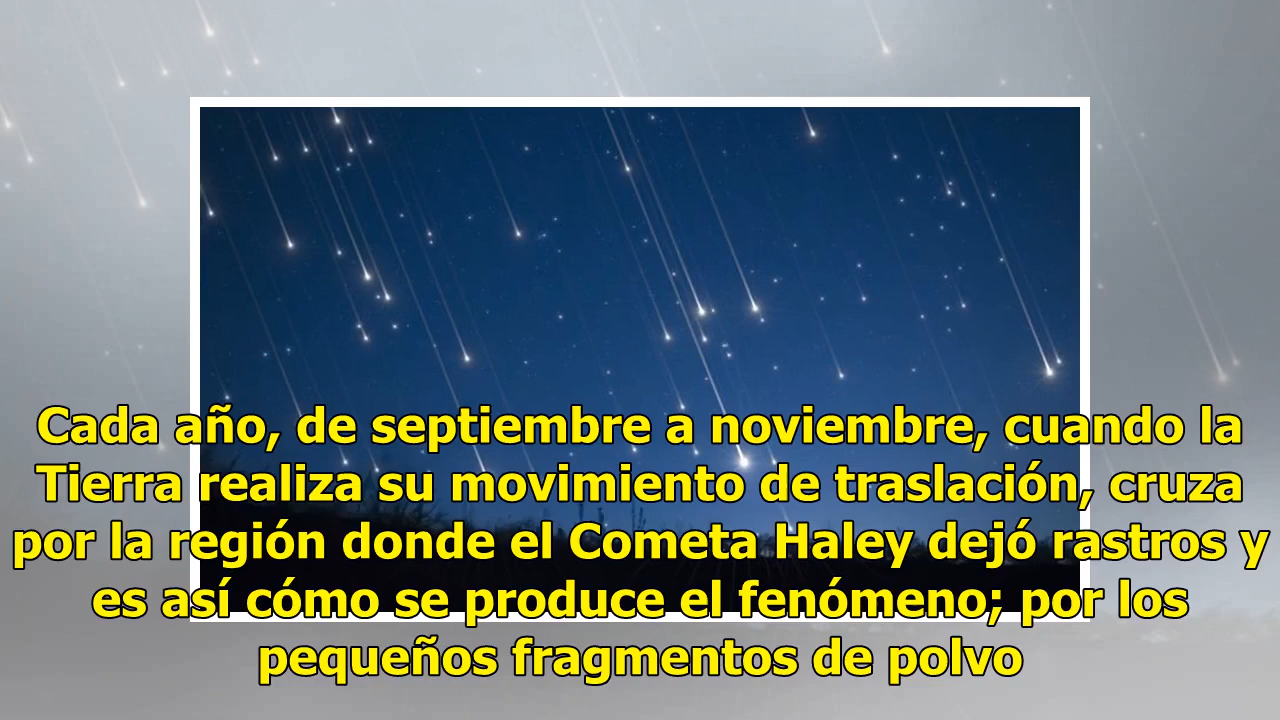 Cada año, de septiembre a noviembre, cuando la
Tierra realiza su movimiento de traslación, cruza
por la región donde el Cometa Haley dejó rastros y
es así cómo se produce el fenómeno; por los
pequeños fragmentos de polvo